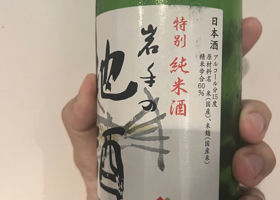 日本酒
アルコール分15度
原材料名 米(国産)、米麹(国産米)
精米歩合60%
特別 純米酒
岩手の
地酒